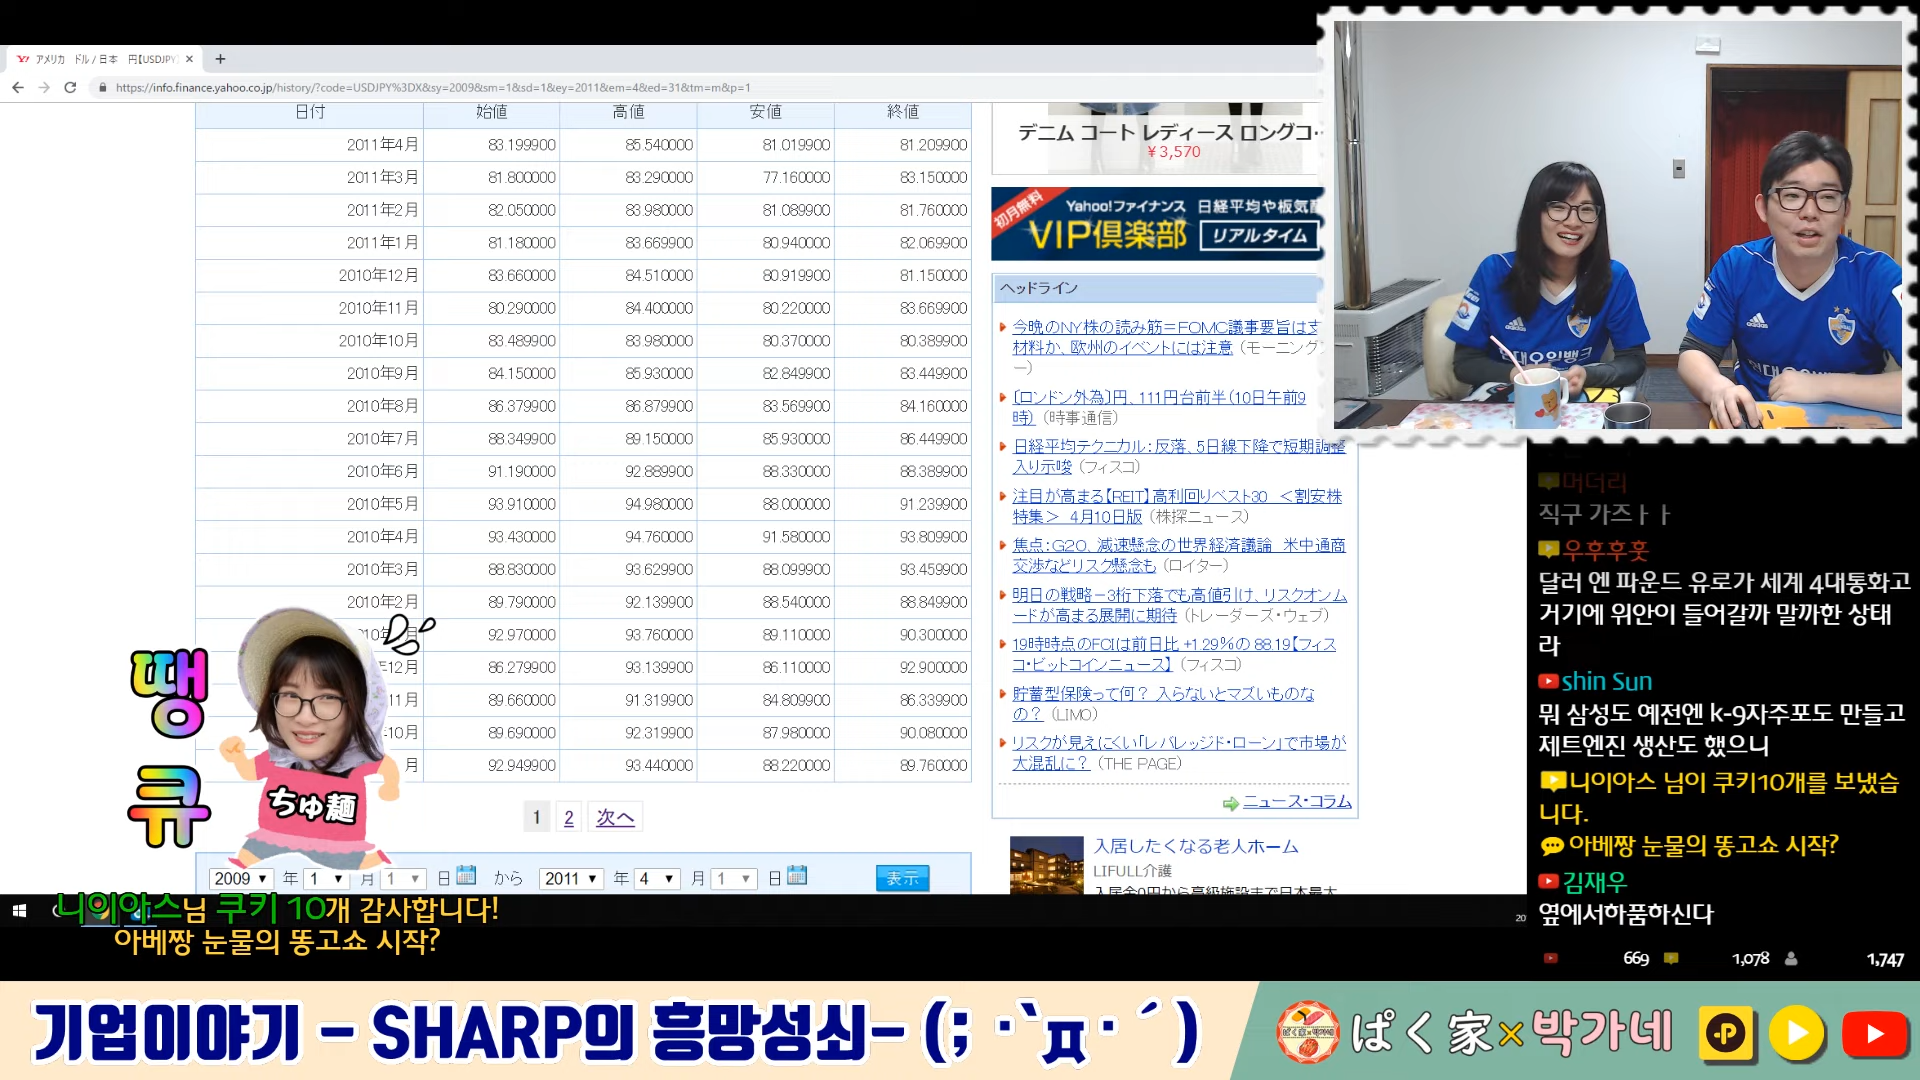 アメリカ ドル / 日本 円【USDJPY】
https://info.finance.yahoo.co.jp/history/?code=USDJPY%3DX&sy=2009&sm=1&sd=1&ey=2011&em=4&ed=31&tm=m&p=1
日付 始値 高値 安値 終値
2011年4月 83.199900 85.540000 81.019900 81.209900
2011年3月 81.800000 83.290000 77.160000 83.150000
2011年2月 82.050000 83.980000 81.089900 81.760000
2011年1月 81.180000 83.669900 80.940000 82.069900
2010年12月 83.660000 84.510000 80.919900 81.150000
2010年11月 80.290000 84.400000 80.220000 83.669900
2010年10月 83.489900 83.980000 80.370000 80.389900
2010年9月 84.150000 85.930000 82.849900 83.449900
2010年8月 86.379900 86.879900 83.569900 84.160000
2010年7月 88.349900 89.150000 85.930000 86.449900
2010年6月 91.190000 92.889900 88.330000 88.389900
2010年5月 93.910000 94.980000 88.000000 91.239900
2010年4月 93.430000 94.760000 91.580000 93.809900
2010年3月 88.830000 93.629900 88.099900 93.459900
2010年2月 89.790000 92.139900 88.540000 88.849900
月 92.970000 93.760000 89.110000 90.300000
12月 86.279900 93.139900 86.110000 92.900000
11月 89.660000 91.319900 84.809900 86.339900
10月 89.690000 92.319900 87.980000 90.080000
月 92.949900 93.440000 88.220000 89.760000
1 2 次へ
2009 年 1 月 1 日 から 2011 年 4 月 1 日 表示
デニム コート レディース ロングコ…
¥3,570
初月無料
Yahoo!ファイナンス
VIP倶楽部
日経平均や板気配
リアルタイム
ヘッドライン
今晩のNY株の読み筋=FOMC議事要旨は支
材料か、欧州のイベントには注意 (モーニング
ー)
〔ロンドン外為〕円、111円台前半(10日午前9
時) (時事通信)
日経平均テクニカル:反落、5日線下降で短期調整
入り示唆 (フィスコ)
注目が高まる【REIT】高利回りベスト30 <割安株
特集> 4月10日版 (株探ニュース)
焦点:G20、減速懸念の世界経済議論 米中通商
交渉などリスク懸念も (ロイター)
明日の戦略-3桁下落でも高値引け、リスクオンム
ードが高まる展開に期待 (トレーダーズ・ウェブ)
19時時点のFCIは前日比 +1.29%の 88.19【フィス
コ・ビットコインニュース】 (フィスコ)
貯蓄型保険って何? 入らないとマズいものな
の? (LIMO)
リスクが見えにくい「レバレッジド・ローン」で市場が
大混乱に? (THE PAGE)
ニュース・コラム
入居したくなる老人ホーム
LIFULL介護
入居金0円から高級施設まで日本最大
adidas
현대오일뱅크
adidas
머더리
직구 가즈ㅏㅏ
우후후훗
달러 엔 파운드 유로가 세계 4대통화고
거기에 위안이 들어갈까 말까한 상태
라
shin Sun
뭐 삼성도 예전엔 k-9자주포도 만들고
제트엔진 생산도 했으니
니이아스 님이 쿠키10개를 보냈습
니다.
아베짱 눈물의 똥고쇼 시작?
김재우
옆에서하품하신다
669 1,078 1,747
땡
큐
ちゅ麺
니이아스님 쿠키 10개 감사합니다!
아베짱 눈물의 똥고쇼 시작?
기업이야기 - SHARP의 흥망성쇠- (; ·`д·´)
ぱく家×박가네